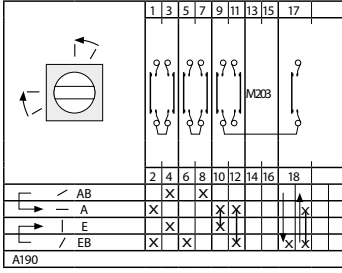 1 3 5 7 9 11 13 15 17
M203
2 4 6 8 10 12 14 16 18
AB X X
A X X X X
E X X
EB X X X X X
A190